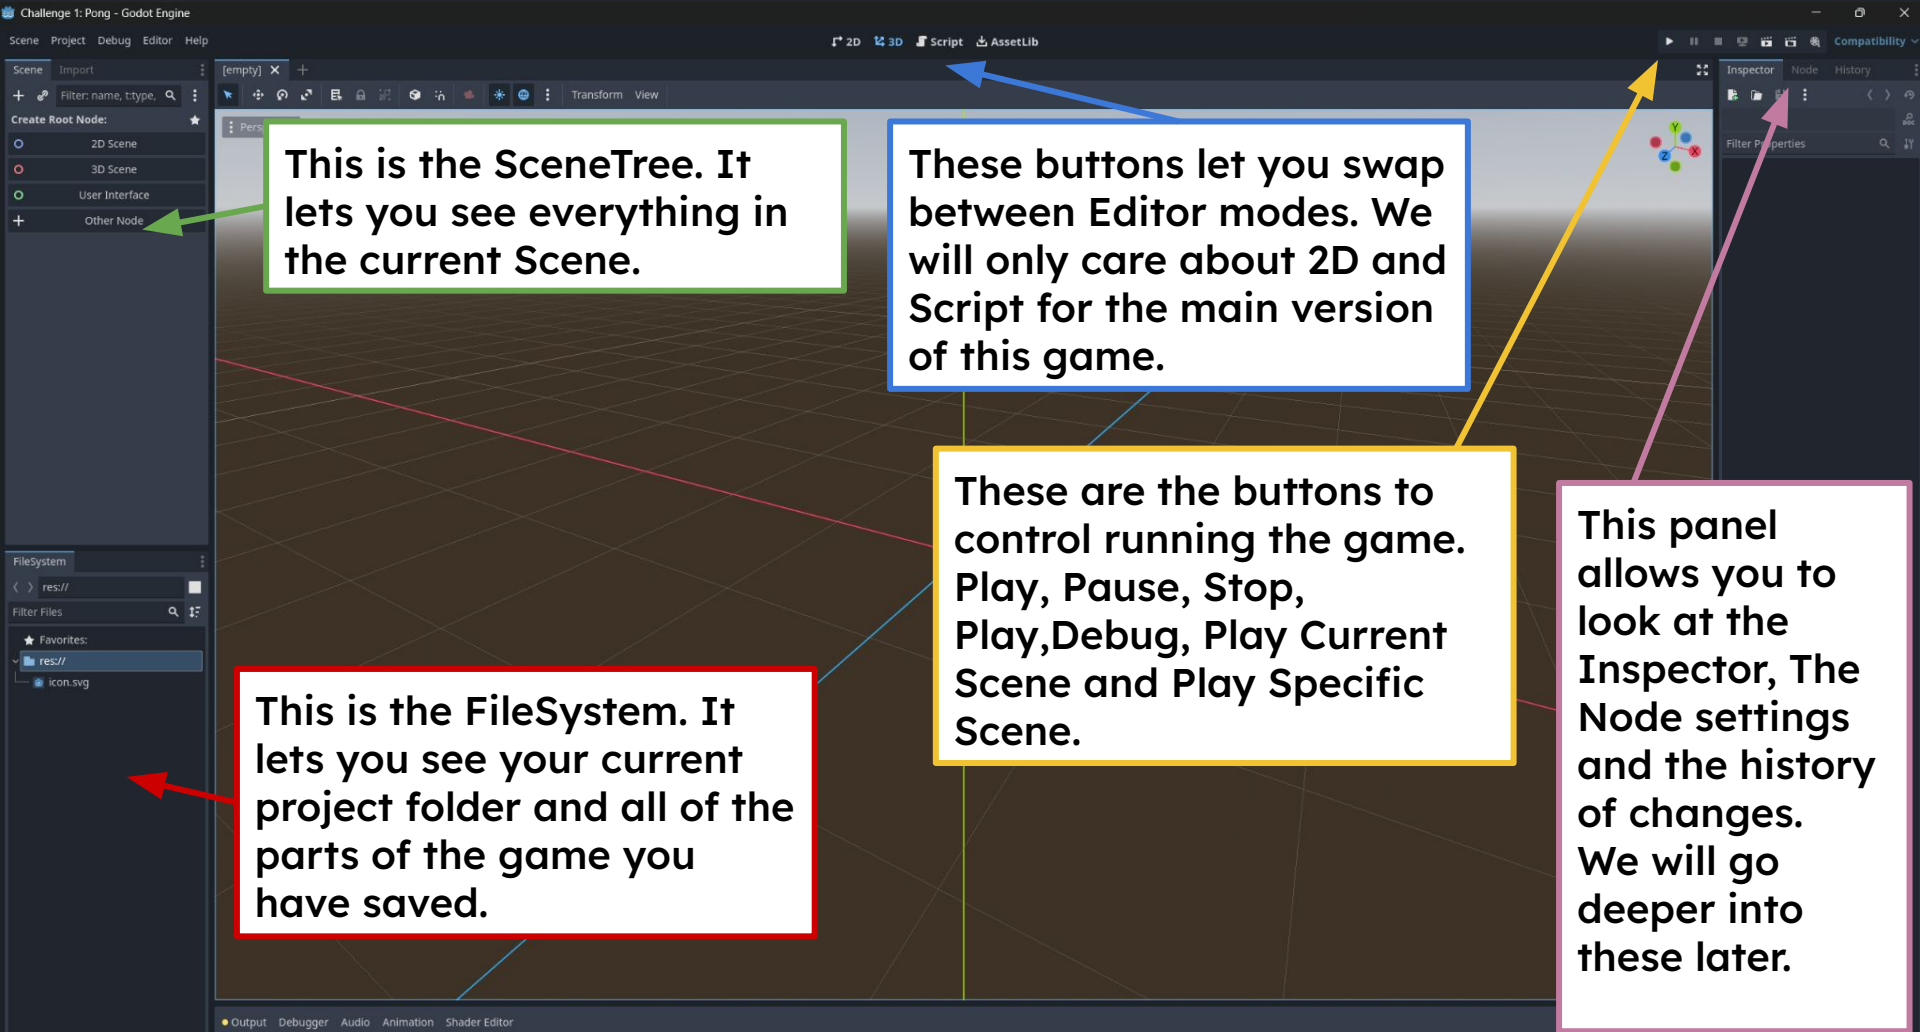 Challenge 1: Pong - Godot Engine
Scene Project Debug Editor Help
2D 3D Script AssetLib
Compatibility
Scene Import
[empty]
Inspector Node History
Filter: name, t:type,
Transform View
Create Root Node:
2D Scene
3D Scene
User Interface
Other Node
Pers
Y
X
Z
DOC
Filter Properties
This is the SceneTree. It
lets you see everything in
the current Scene.
These buttons let you swap
between Editor modes. We
will only care about 2D and
Script for the main version
of this game.
These are the buttons to
control running the game.
Play, Pause, Stop,
Play,Debug, Play Current
Scene and Play Specific
Scene.
This panel
allows you to
look at the
Inspector, The
Node settings
and the history
of changes.
We will go
deeper into
these later.
FileSystem
res://
Filter Files
Favorites:
res://
icon.svg
This is the FileSystem. It
lets you see your current
project folder and all of the
parts of the game you
have saved.
Output Debugger Audio Animation Shader Editor